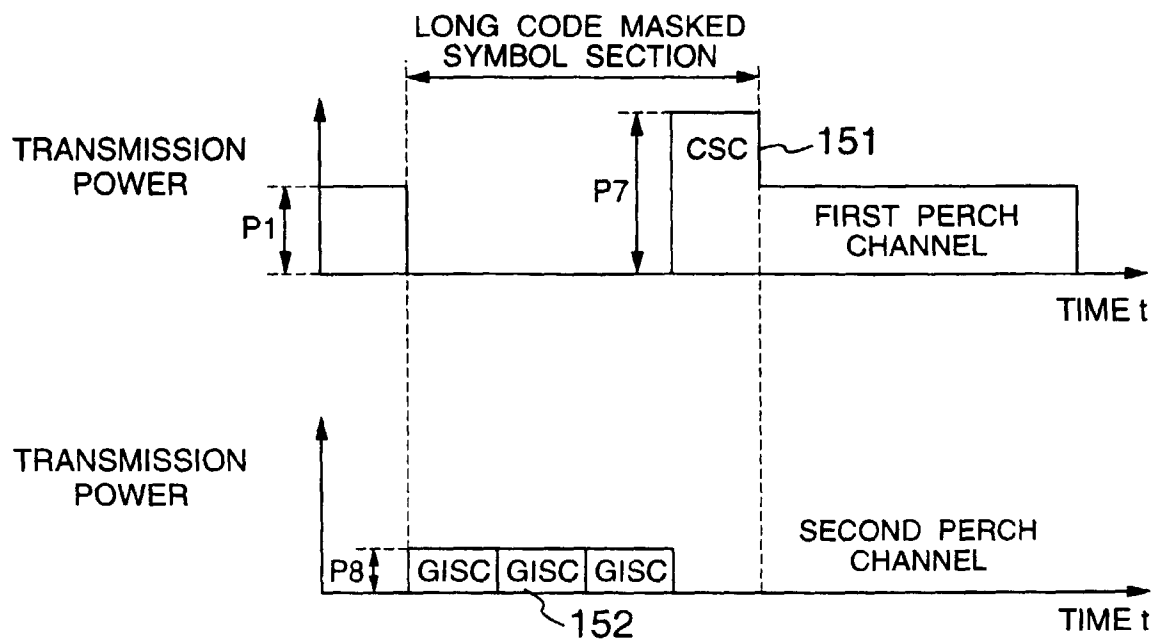 LONG CODE MASKED
SYMBOL SECTION
TRANSMISSION
POWER
P1
P7
CSC
151
FIRST PERCH
CHANNEL
TIME t
TRANSMISSION
POWER
P8
GISC GISC GISC
152
SECOND PERCH
CHANNEL
TIME t